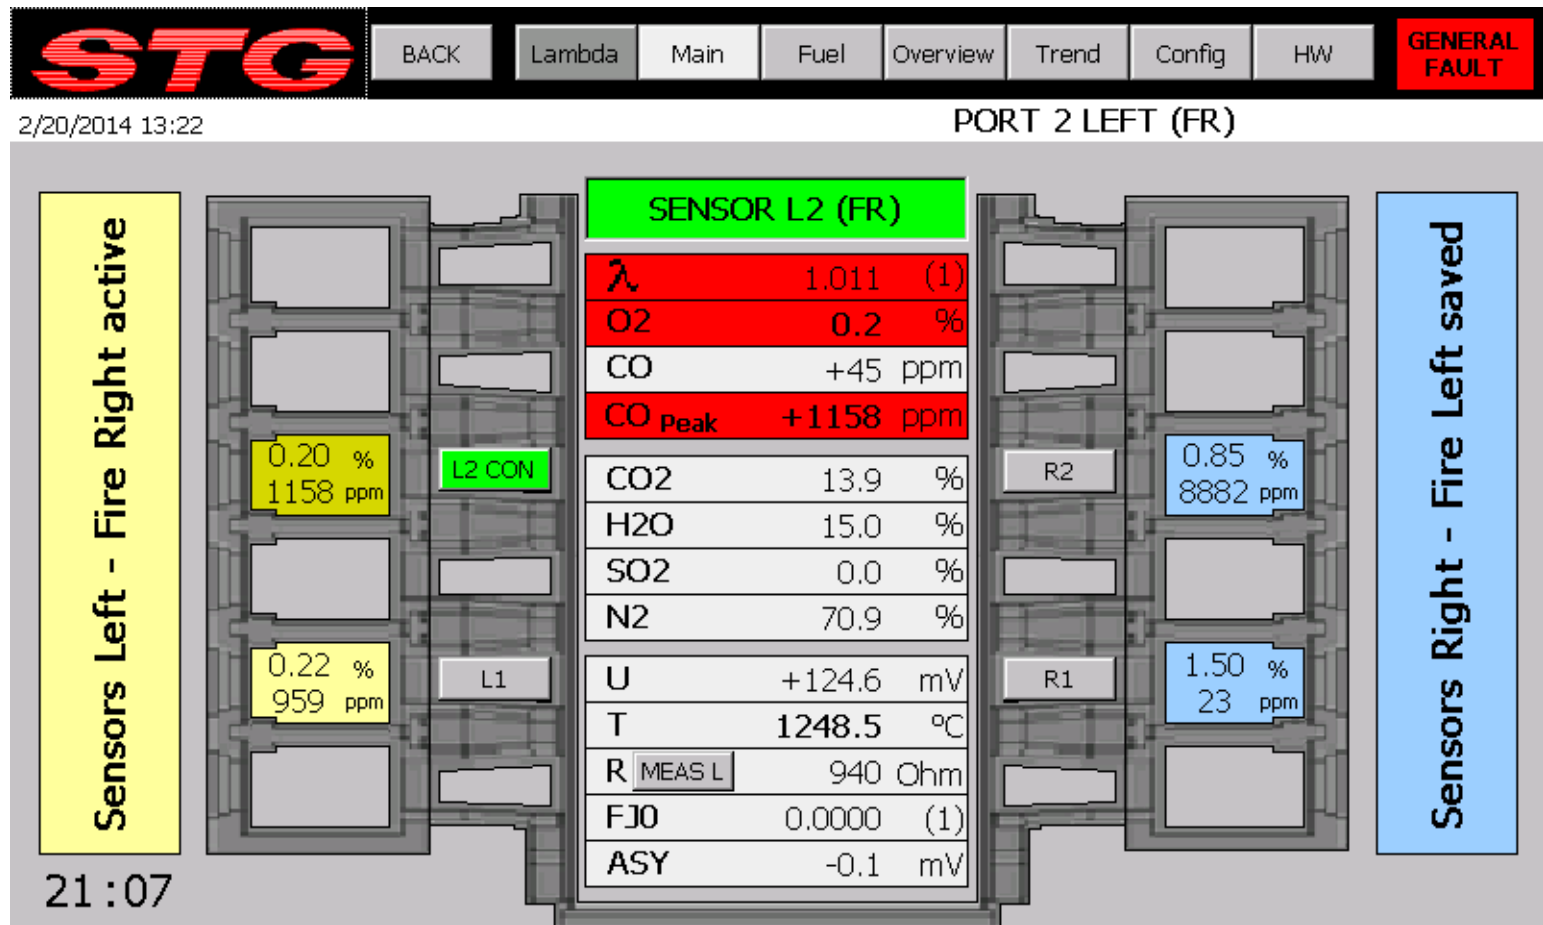 STG
BACK
Lambda
Main
Fuel
Overview
Trend
Config
HW
GENERAL
FAULT
2/20/2014 13:22
PORT 2 LEFT (FR)
Sensors Left - Fire Right active
0.20 %
1158 ppm
L2 CON
0.22 %
959 ppm
L1
SENSOR L2 (FR)
λ 1.011 (1)
O2 0.2 %
CO +45 ppm
CO Peak +1158 ppm
CO2 13.9 %
H2O 15.0 %
SO2 0.0 %
N2 70.9 %
U +124.6 mV
T 1248.5 ºC
R MEAS L 940 Ohm
FJ0 0.0000 (1)
ASY -0.1 mV
R2
0.85 %
8882 ppm
R1
1.50 %
23 ppm
Sensors Right - Fire Left saved
21:07